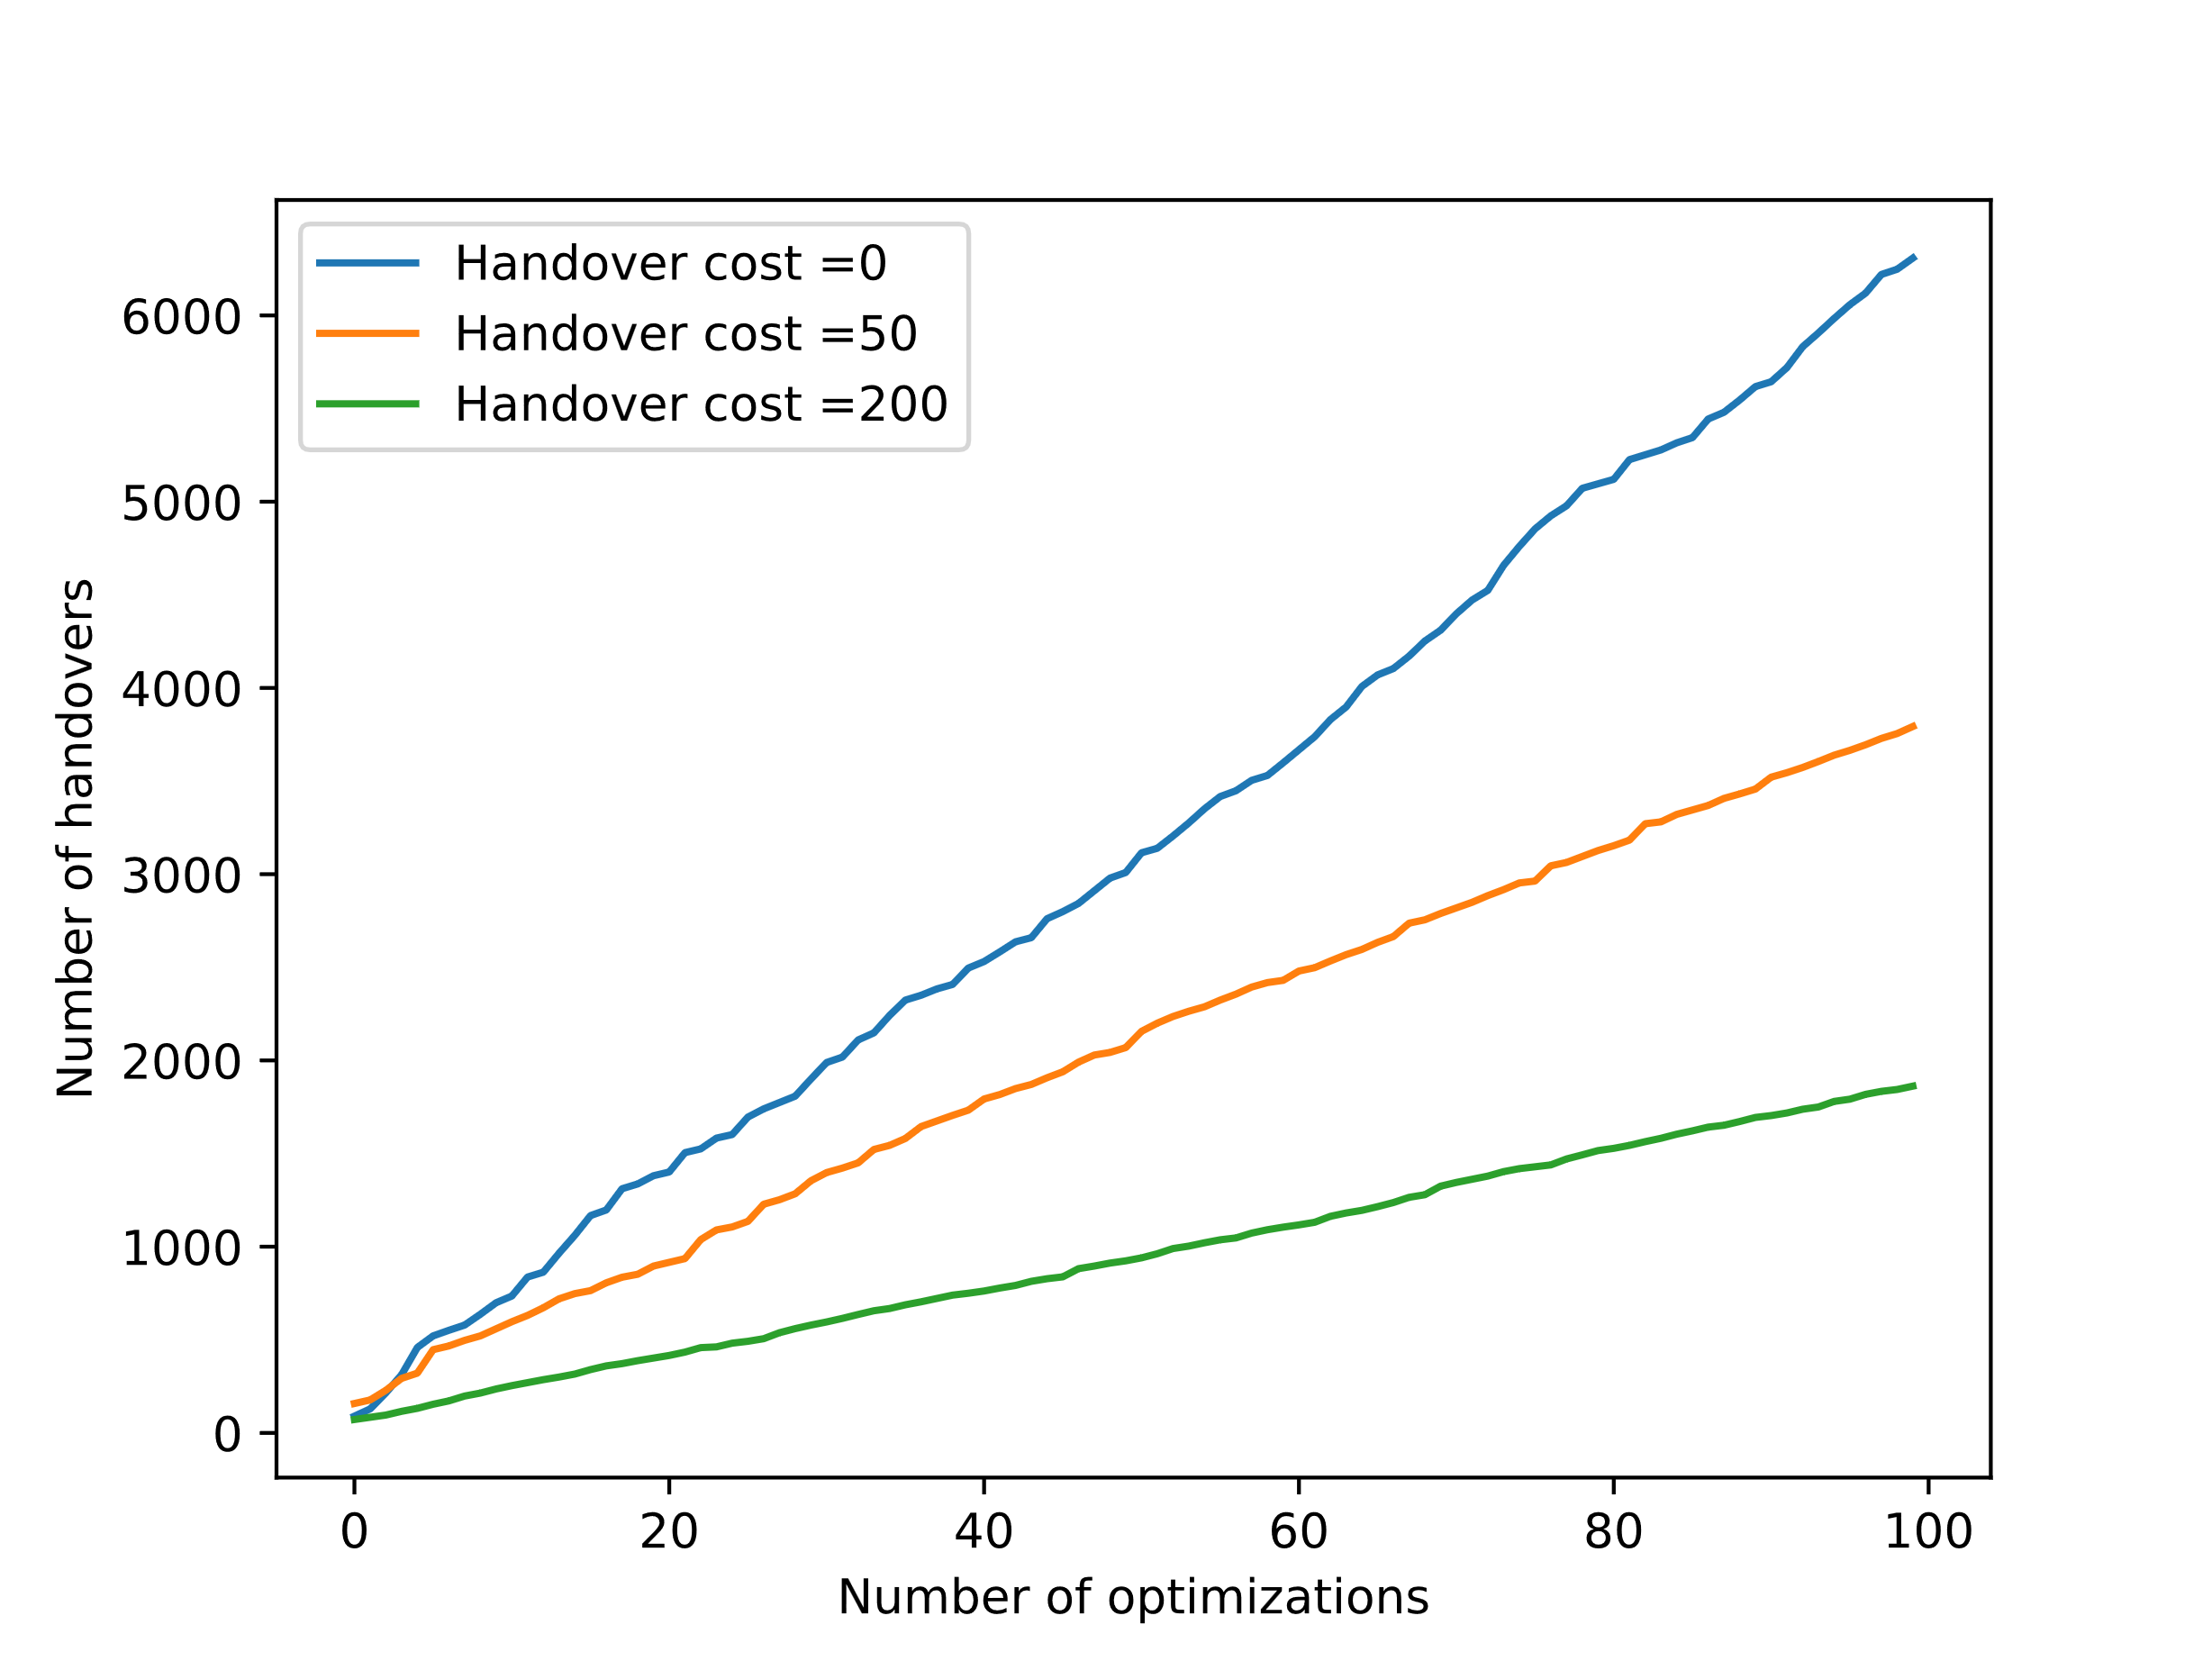 Handover cost =0
Handover cost =50
Handover cost =200
6000
5000
4000
3000
2000
1000
0
Number of handovers
0 20 40 60 80 100
Number of optimizations